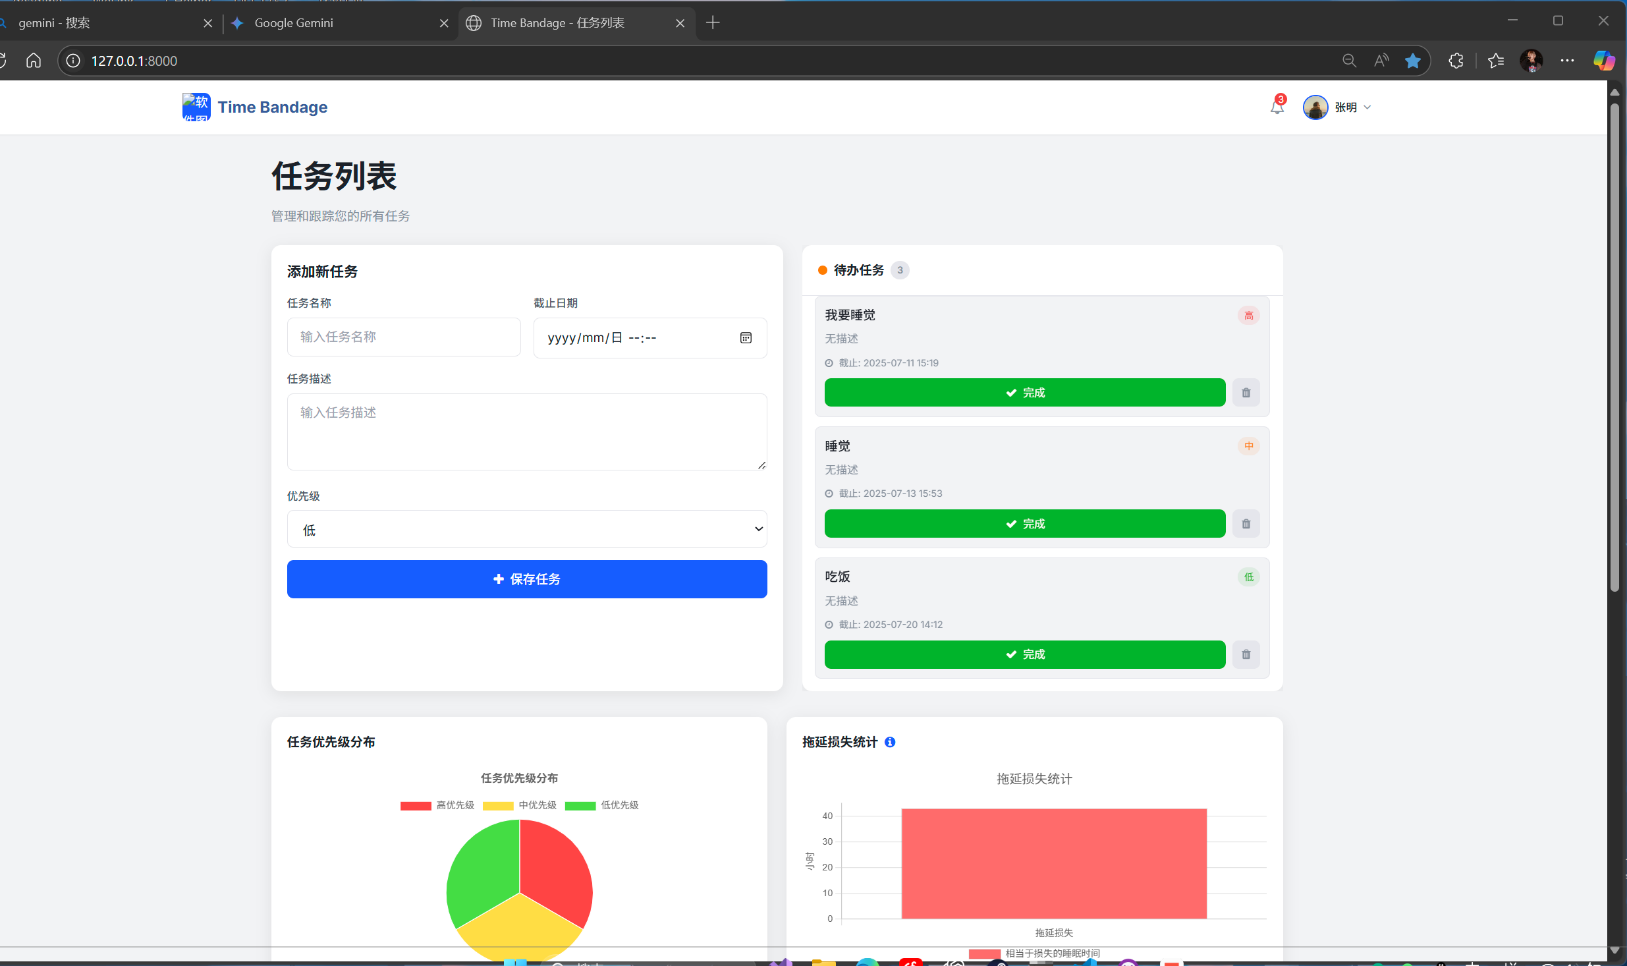 gemini - 搜索
Google Gemini
Time Bandage - 任务列表
127.0.0.1:8000
软
Time Bandage
3
张明
任务列表
管理和跟踪您的所有任务
添加新任务
任务名称
截止日期
输入任务名称
yyyy/mm/日 --:--
任务描述
输入任务描述
优先级
低
保存任务
待办任务 3
我要睡觉
高
无描述
截止: 2025-07-11 15:19
完成
睡觉
中
无描述
截止: 2025-07-13 15:53
完成
吃饭
低
无描述
截止: 2025-07-20 14:12
完成
任务优先级分布
任务优先级分布
高优先级 中优先级 低优先级
拖延损失统计
拖延损失统计
小时
40
30
20
10
0
拖延损失
相当于损失的睡眠时间